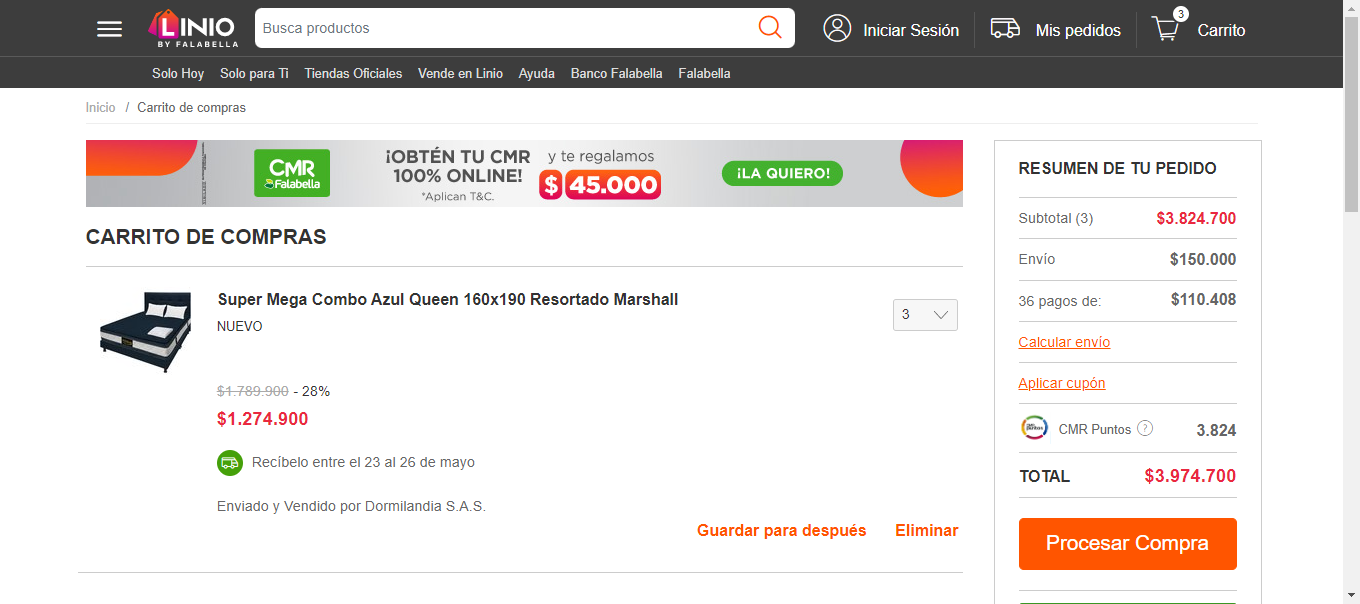 LINIO
BY FALABELLA
Busca productos
Iniciar Sesión
Mis pedidos
3
Carrito
Solo Hoy
Solo para Ti
Tiendas Oficiales
Vende en Linio
Ayuda
Banco Falabella
Falabella
Inicio / Carrito de compras
CMR
Falabella
¡OBTÉN TU CMR
100% ONLINE!
*Aplican T&C.
y te regalamos
$ 45.000
¡LA QUIERO!
CARRITO DE COMPRAS
Super Mega Combo Azul Queen 160x190 Resortado Marshall
NUEVO
3
$1.789.900 - 28%
$1.274.900
Recíbelo entre el 23 al 26 de mayo
Enviado y Vendido por Dormilandia S.A.S.
Guardar para después
Eliminar
RESUMEN DE TU PEDIDO
Subtotal (3) $3.824.700
Envío $150.000
36 pagos de: $110.408
Calcular envío
Aplicar cupón
CMR Puntos ? 3.824
TOTAL $3.974.700
Procesar Compra